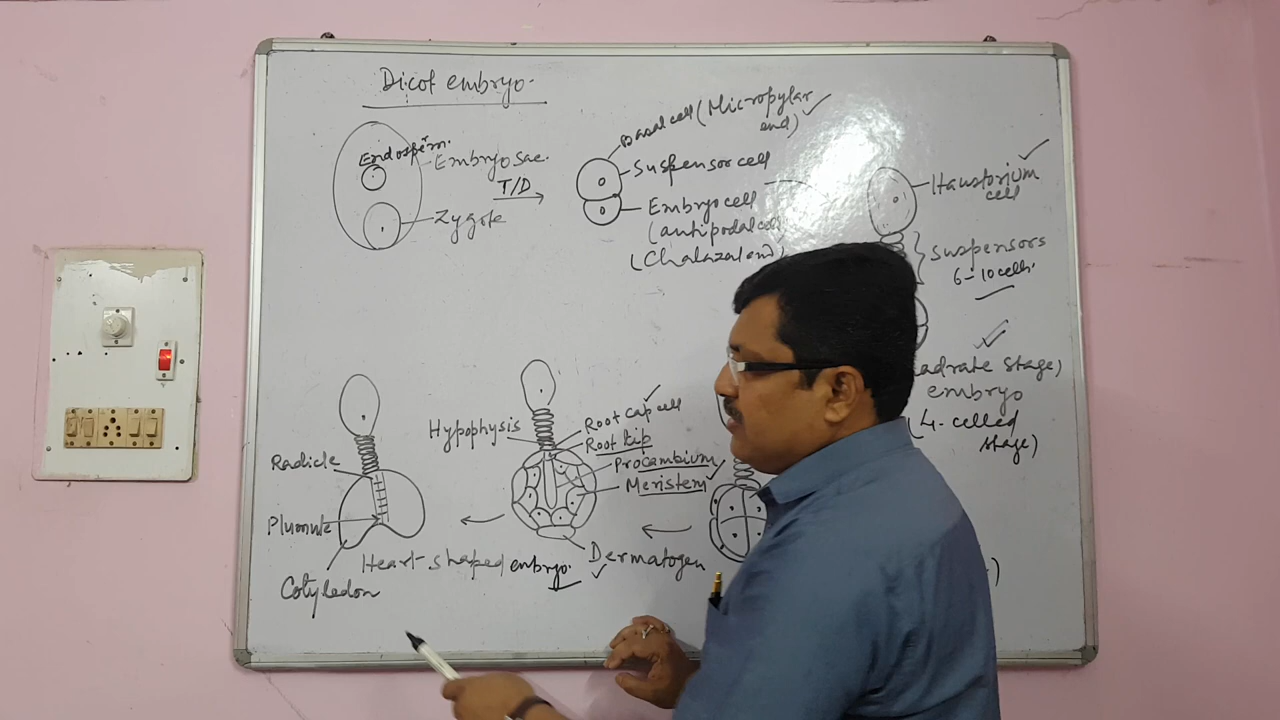 Dicot embryo.
Endosperm.
Embryo sac.
T/D
Zygote
Basal cell (Micropylar
end)
Suspensor cell
Embryo cell
(antipodal cell
(Chalazal end)
Haustorium
cell
Suspensors
6-10 cells.
adrate stage)
embryo
(4-celled
stage)
Hypophysis
Root cap cell
Root tip
Procambium
Meristem
Dermatogen
Radicle
Plumule
Cotyledon
Heart-shaped embryo.